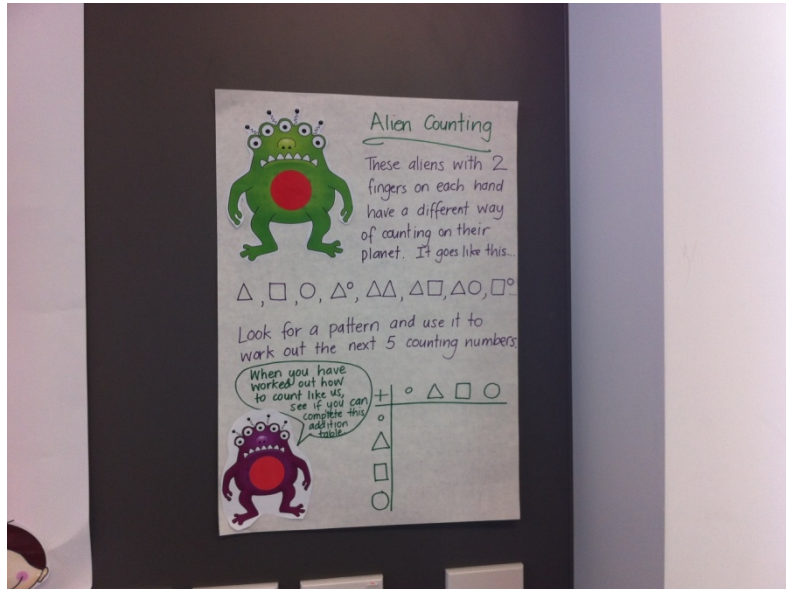 Alien Counting
These aliens with 2
fingers on each hand
have a different way
of counting on their
planet. It goes like this...
△, □, ○, △°, △△, △□, △○, □°
Look for a pattern and use it to
work out the next 5 counting numbers.
When you have
worked out how
to count like us,
see if you can
complete this
addition
table
+ ° △ □ ○
°
△
□
○